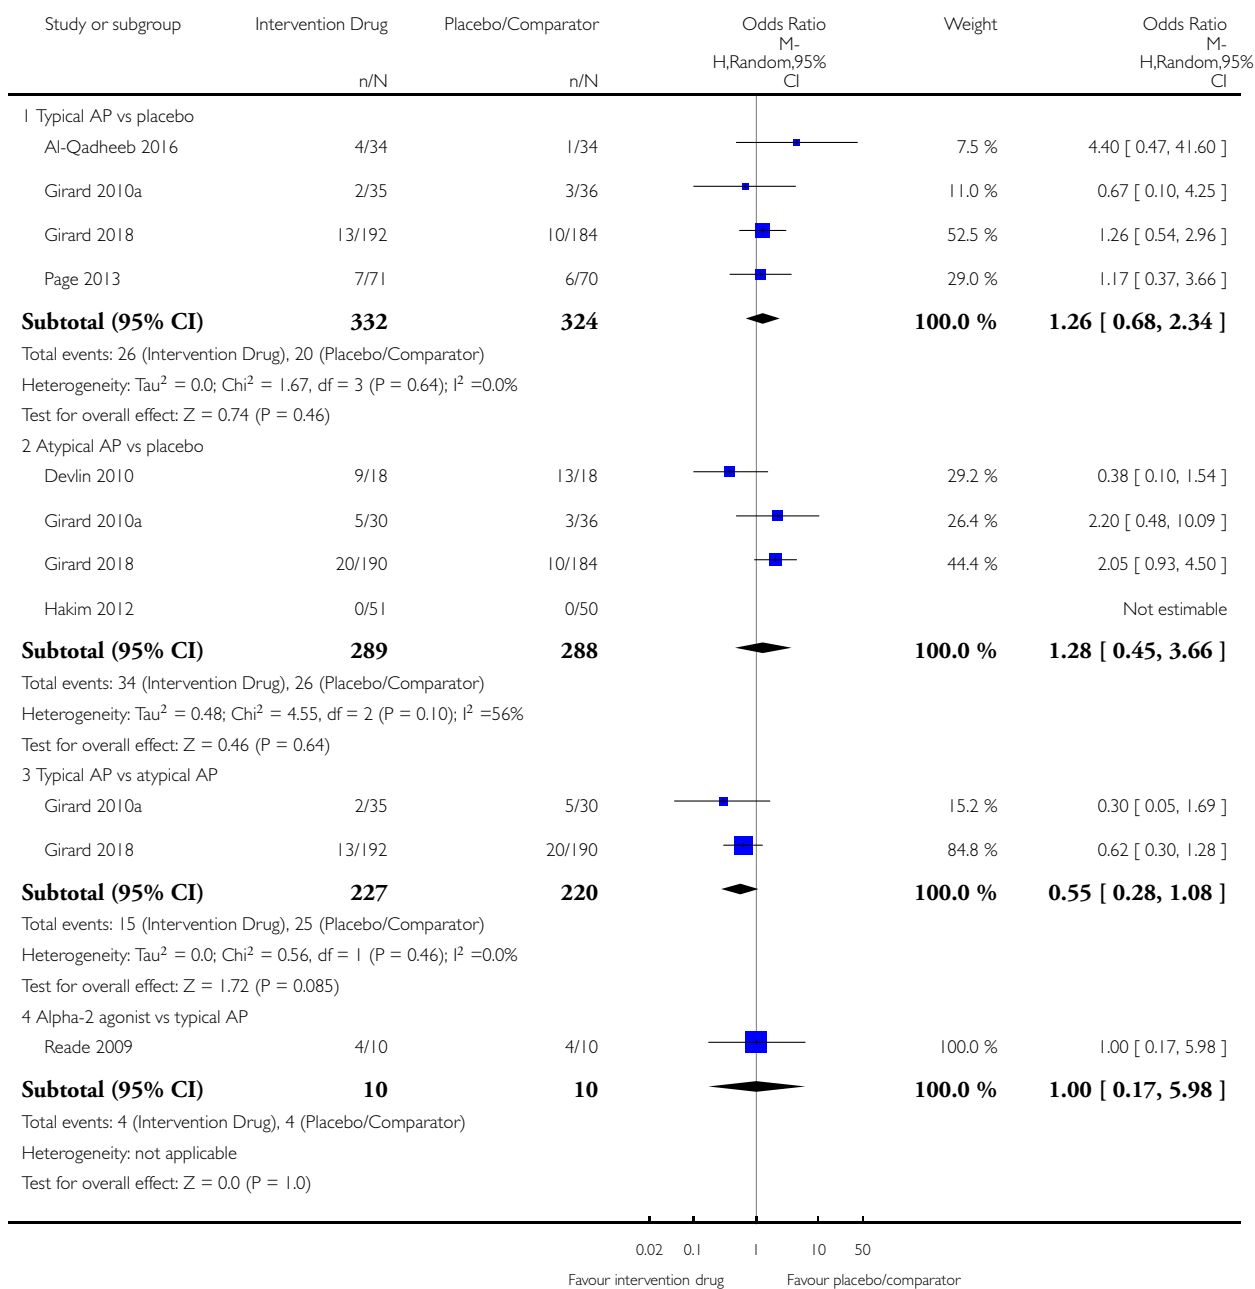 Study or subgroup Intervention Drug Placebo/Comparator Odds Ratio Weight Odds Ratio
M- M-
H,Random,95% H,Random,95%
n/N n/N CI CI
1 Typical AP vs placebo
Al-Qadheeb 2016 4/34 1/34 7.5 % 4.40 [ 0.47, 41.60 ]
Girard 2010a 2/35 3/36 11.0 % 0.67 [ 0.10, 4.25 ]
Girard 2018 13/192 10/184 52.5 % 1.26 [ 0.54, 2.96 ]
Page 2013 7/71 6/70 29.0 % 1.17 [ 0.37, 3.66 ]
Subtotal (95% CI) 332 324 100.0 % 1.26 [ 0.68, 2.34 ]
Total events: 26 (Intervention Drug), 20 (Placebo/Comparator)
Heterogeneity: Tau² = 0.0; Chi² = 1.67, df = 3 (P = 0.64); I² =0.0%
Test for overall effect: Z = 0.74 (P = 0.46)
2 Atypical AP vs placebo
Devlin 2010 9/18 13/18 29.2 % 0.38 [ 0.10, 1.54 ]
Girard 2010a 5/30 3/36 26.4 % 2.20 [ 0.48, 10.09 ]
Girard 2018 20/190 10/184 44.4 % 2.05 [ 0.93, 4.50 ]
Hakim 2012 0/51 0/50 Not estimable
Subtotal (95% CI) 289 288 100.0 % 1.28 [ 0.45, 3.66 ]
Total events: 34 (Intervention Drug), 26 (Placebo/Comparator)
Heterogeneity: Tau² = 0.48; Chi² = 4.55, df = 2 (P = 0.10); I² =56%
Test for overall effect: Z = 0.46 (P = 0.64)
3 Typical AP vs atypical AP
Girard 2010a 2/35 5/30 15.2 % 0.30 [ 0.05, 1.69 ]
Girard 2018 13/192 20/190 84.8 % 0.62 [ 0.30, 1.28 ]
Subtotal (95% CI) 227 220 100.0 % 0.55 [ 0.28, 1.08 ]
Total events: 15 (Intervention Drug), 25 (Placebo/Comparator)
Heterogeneity: Tau² = 0.0; Chi² = 0.56, df = 1 (P = 0.46); I² =0.0%
Test for overall effect: Z = 1.72 (P = 0.085)
4 Alpha-2 agonist vs typical AP
Reade 2009 4/10 4/10 100.0 % 1.00 [ 0.17, 5.98 ]
Subtotal (95% CI) 10 10 100.0 % 1.00 [ 0.17, 5.98 ]
Total events: 4 (Intervention Drug), 4 (Placebo/Comparator)
Heterogeneity: not applicable
Test for overall effect: Z = 0.0 (P = 1.0)
0.02 0.1 1 10 50
Favour intervention drug Favour placebo/comparator